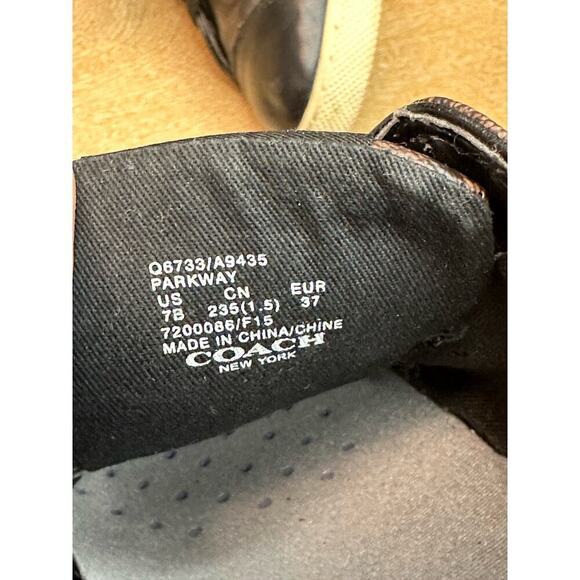 Q6733/A9435
PARKWAY
US CN EUR
7B 235(1.5) 37
7200086/F15
MADE IN CHINA/CHINE
COACH
NEW YORK